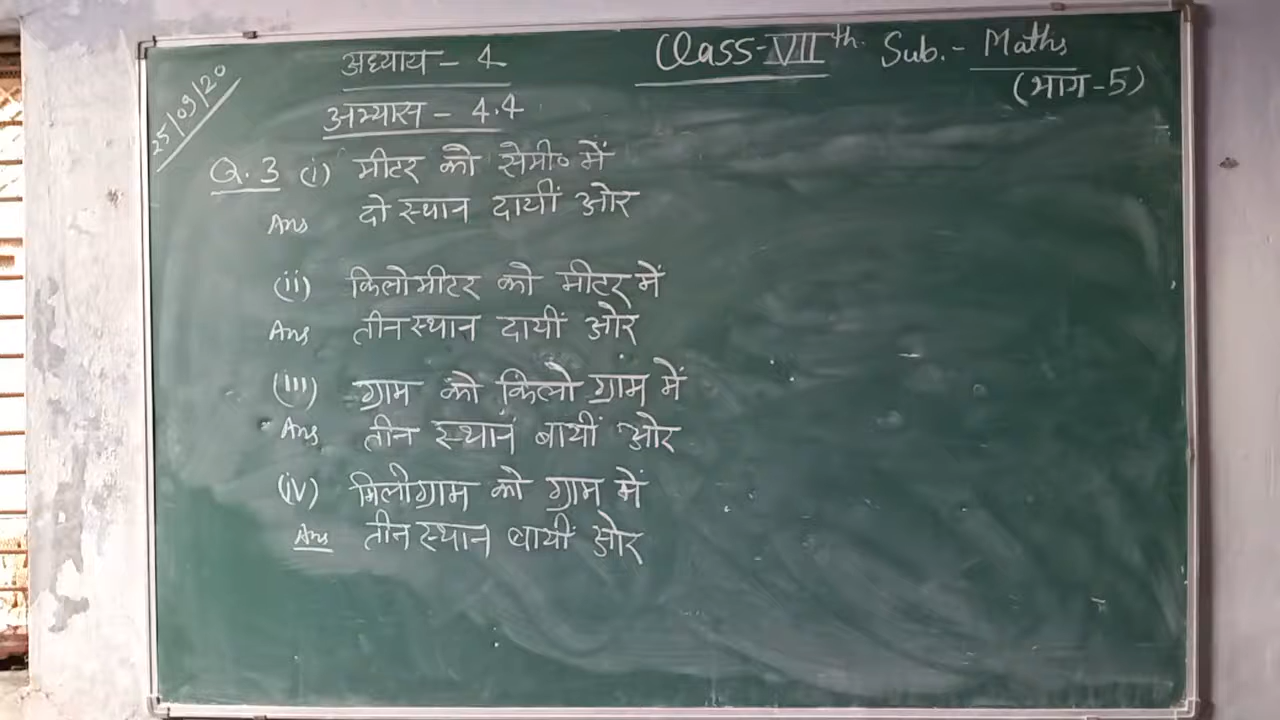 25/09/20
अध्याय - 4
Class-VIIth. Sub.- Maths
(भाग-5)
अभ्यास - 4.4
Q.3 (i) मीटर को सेमी० में
Ans दो स्थान दायीं ओर
(ii) किलोमीटर को मीटर में
Ans तीन स्थान दायीं ओर
(iii) ग्राम को किलो ग्राम में
Ans तीन स्थान बायीं ओर
(iv) मिलीग्राम को ग्राम में
Ans तीन स्थान बायीं ओर